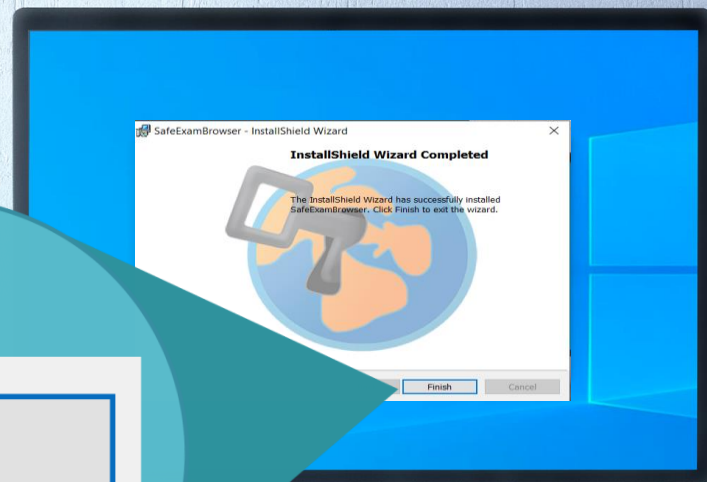 SafeExamBrowser - InstallShield Wizard
InstallShield Wizard Completed
The InstallShield Wizard has successfully installed
SafeExamBrowser. Click Finish to exit the wizard.
Finish
Cancel